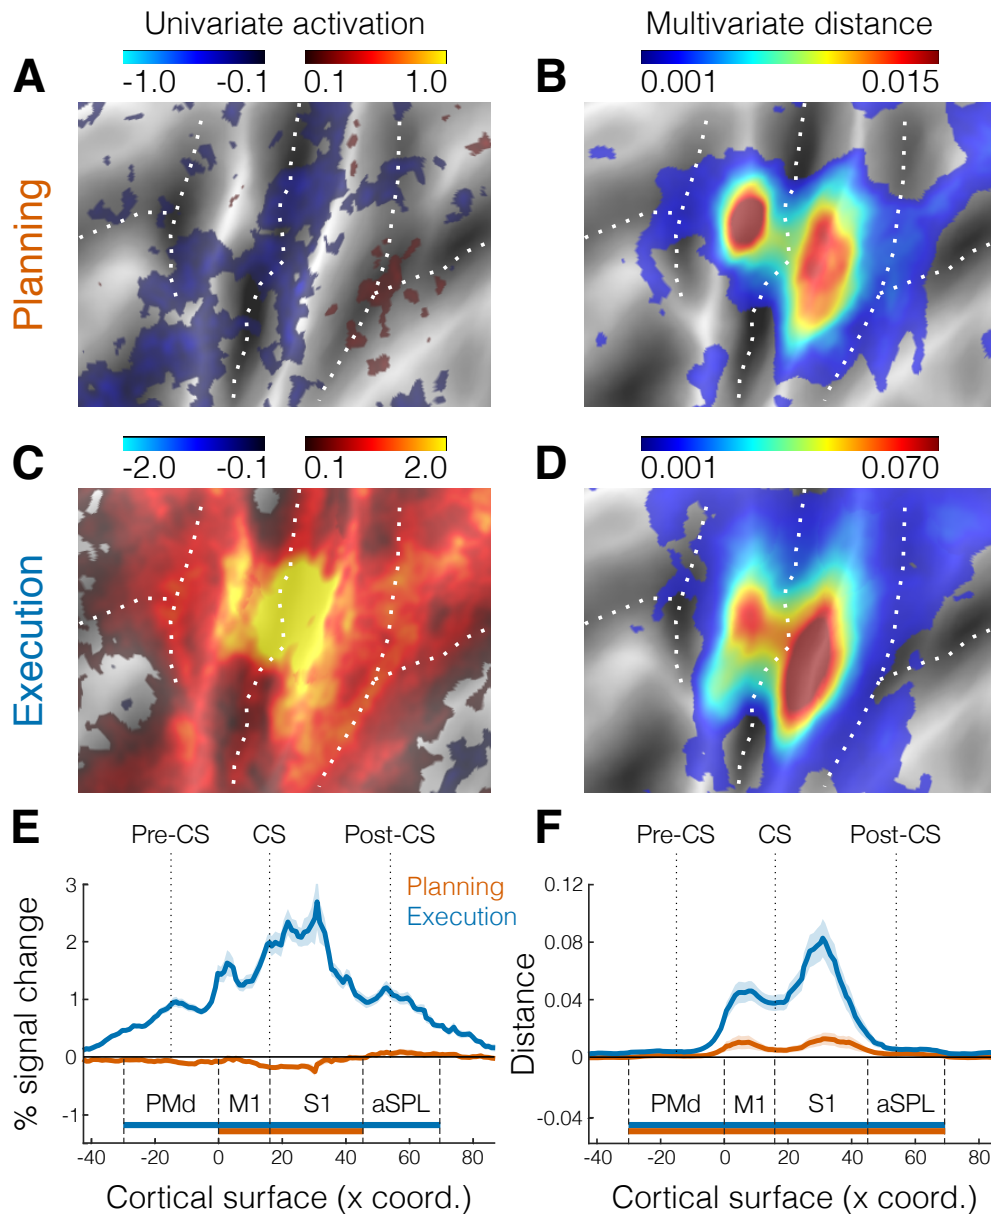 Univariate activation
Multivariate distance
A
-1.0
-0.1
0.1
1.0
B
0.001
0.015
Planning
C
-2.0
-0.1
0.1
2.0
D
0.001
0.070
Execution
E
Pre-CS
CS
Post-CS
3
2
1
0
-1
% signal change
Planning
Execution
PMd
M1
S1
aSPL
-40
-20
0
20
40
60
80
Cortical surface (x coord.)
F
Pre-CS
CS
Post-CS
0.12
0.08
0.04
0
-0.04
Distance
PMd
M1
S1
aSPL
-40
-20
0
20
40
60
80
Cortical surface (x coord.)